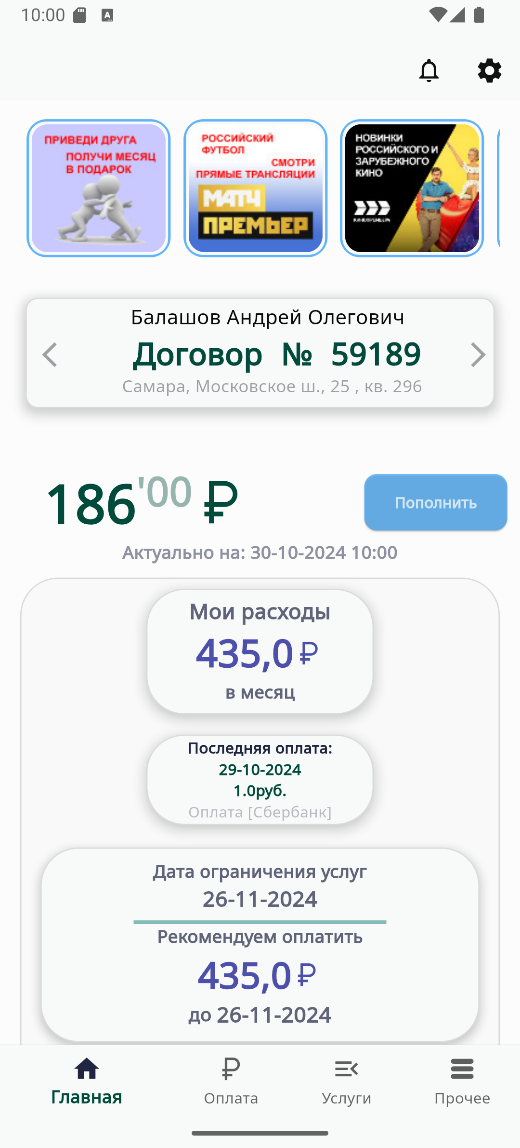 10:00
A
ПРИВЕДИ ДРУГА
ПОЛУЧИ МЕСЯЦ
В ПОДАРОК
РОССИЙСКИЙ
ФУТБОЛ
СМОТРИ
ПРЯМЫЕ ТРАНСЛЯЦИИ
МАТЧ
ПРЕМЬЕР
НОВИНКИ
РОССИЙСКОГО И
ЗАРУБЕЖНОГО
КИНО
Балашов Андрей Олегович
Договор № 59189
Самара, Московское ш., 25 , кв. 296
186'00 ₽
Пополнить
Актуально на: 30-10-2024 10:00
Мои расходы
435,0 ₽
в месяц
Последняя оплата:
29-10-2024
1.0руб.
Оплата [Сбербанк]
Дата ограничения услуг
26-11-2024
Рекомендуем оплатить
435,0 ₽
до 26-11-2024
Главная
Оплата
Услуги
Прочее